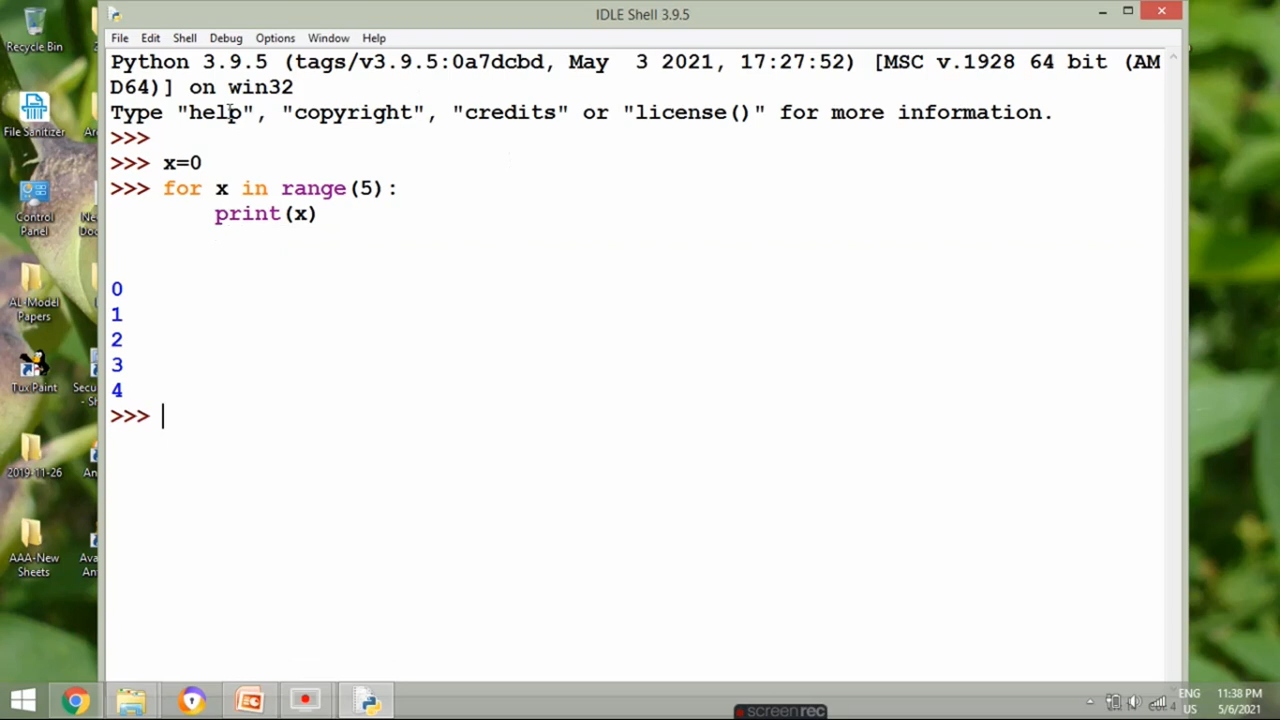 IDLE Shell 3.9.5
File Edit Shell Debug Options Window Help
Python 3.9.5 (tags/v3.9.5:0a7dcbd, May  3 2021, 17:27:52) [MSC v.1928 64 bit (AM
D64)] on win32
Type "help", "copyright", "credits" or "license()" for more information.
>>>
>>> x=0
>>> for x in range(5):
        print(x)
0
1
2
3
4
>>>
Recycle Bin
File Sanitizer
Control
Panel
AL-Model
Papers
Tux Paint
2019-11-26
AAA-New
Sheets
ENG
US
11:38 PM
5/6/2021
screenrec